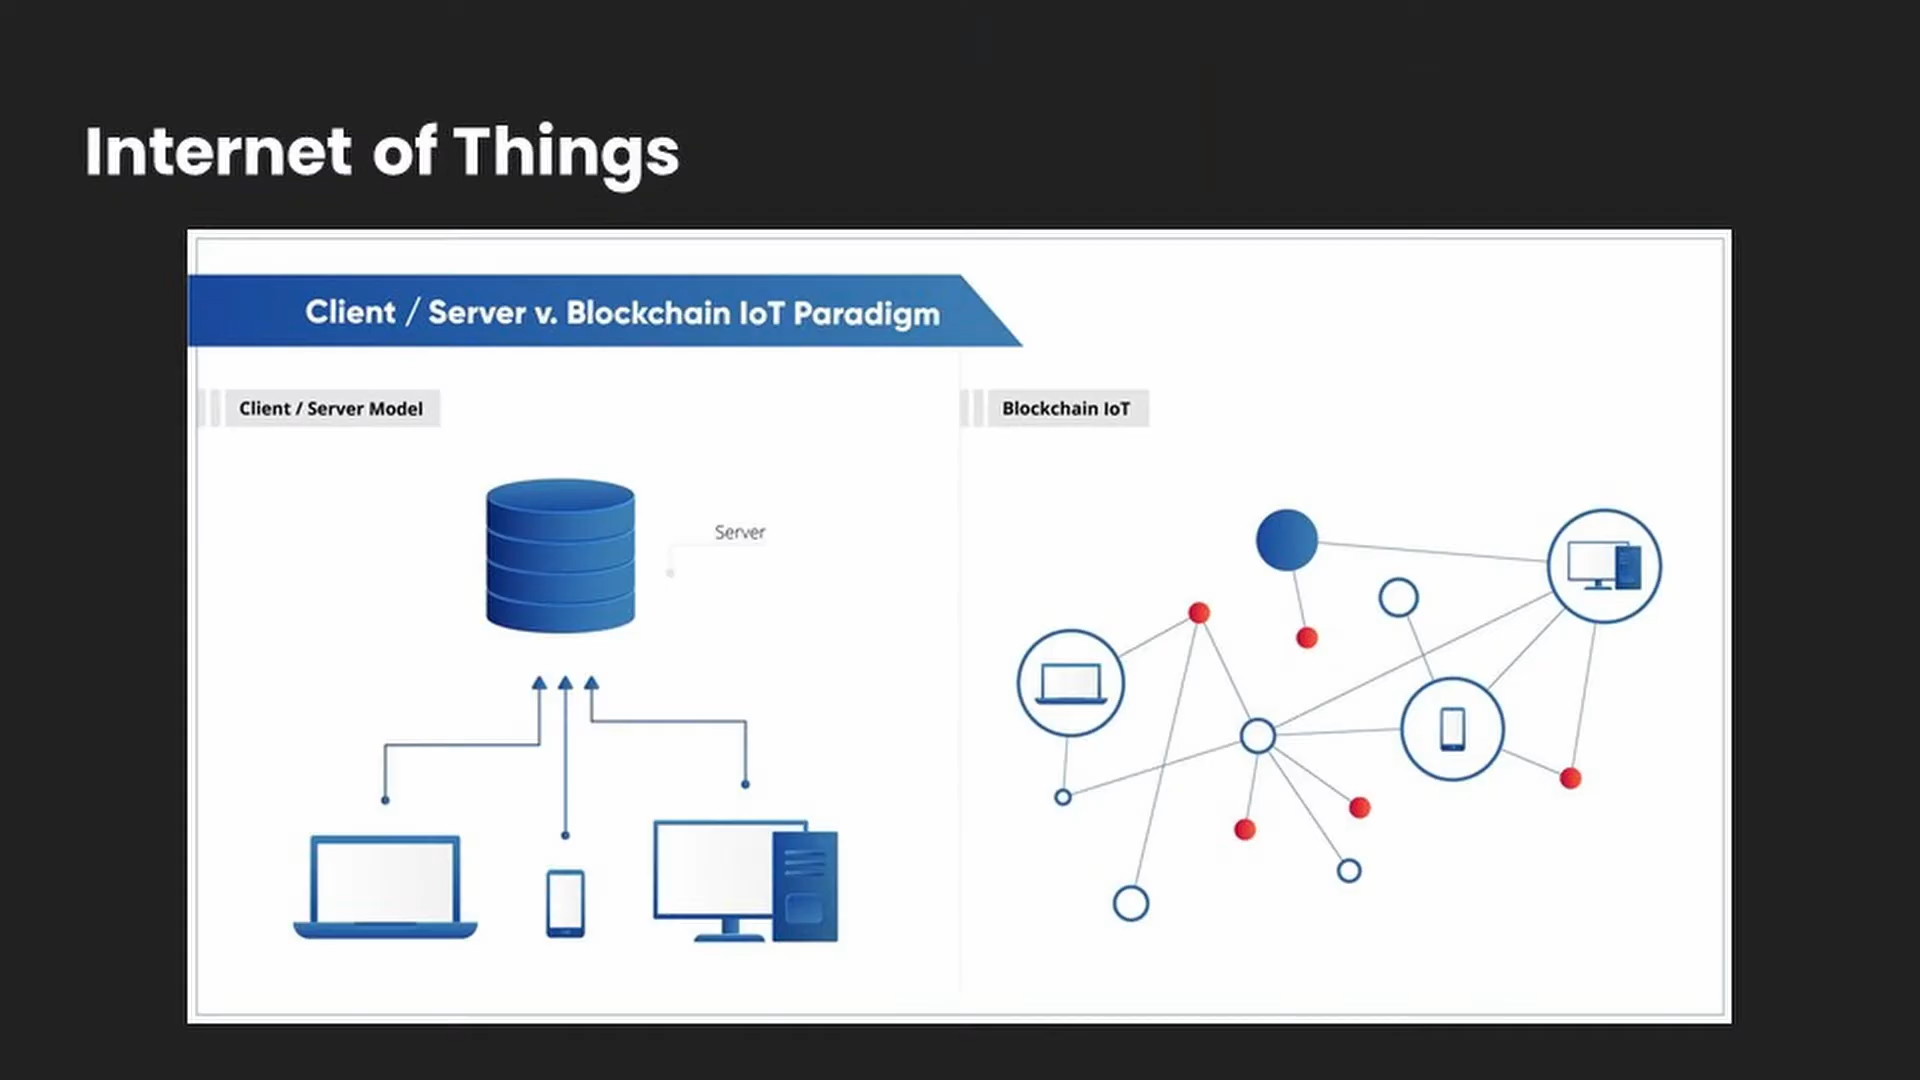 Internet of Things
Client / Server v. Blockchain IoT Paradigm
Client / Server Model
Blockchain IoT
Server